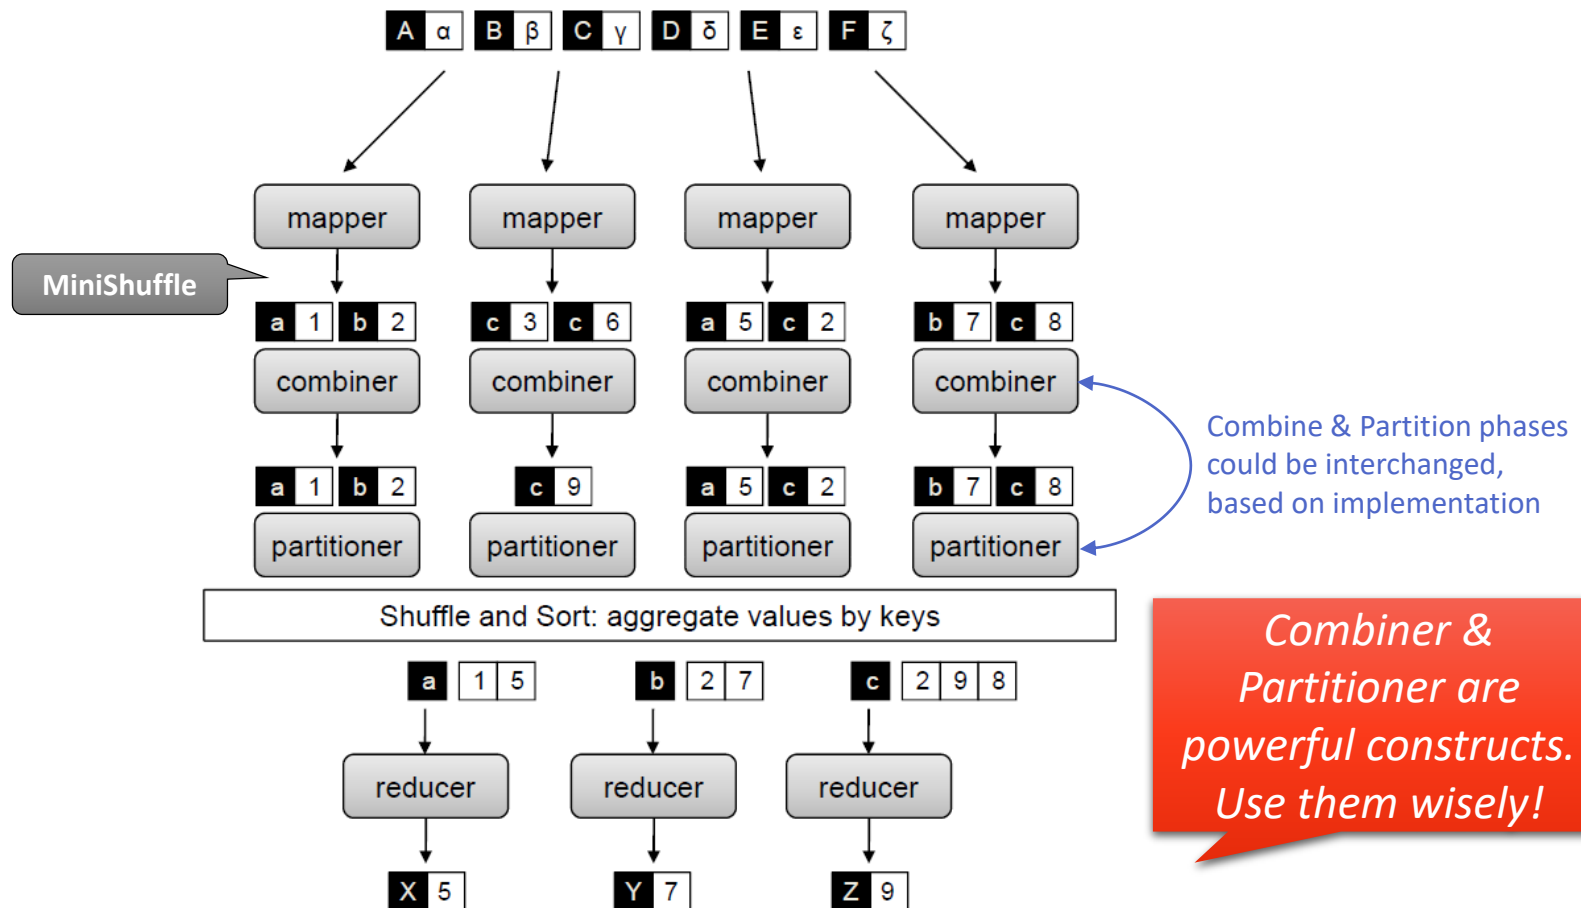 A α B β C γ D δ E ε F ζ
mapper mapper mapper mapper
MiniShuffle
a 1 b 2 c 3 c 6 a 5 c 2 b 7 c 8
combiner combiner combiner combiner
Combine & Partition phases
could be interchanged,
based on implementation
a 1 b 2 c 9 a 5 c 2 b 7 c 8
partitioner partitioner partitioner partitioner
Shuffle and Sort: aggregate values by keys
Combiner &
Partitioner are
powerful constructs.
Use them wisely!
a 1 5 b 2 7 c 2 9 8
reducer reducer reducer
X 5 Y 7 Z 9